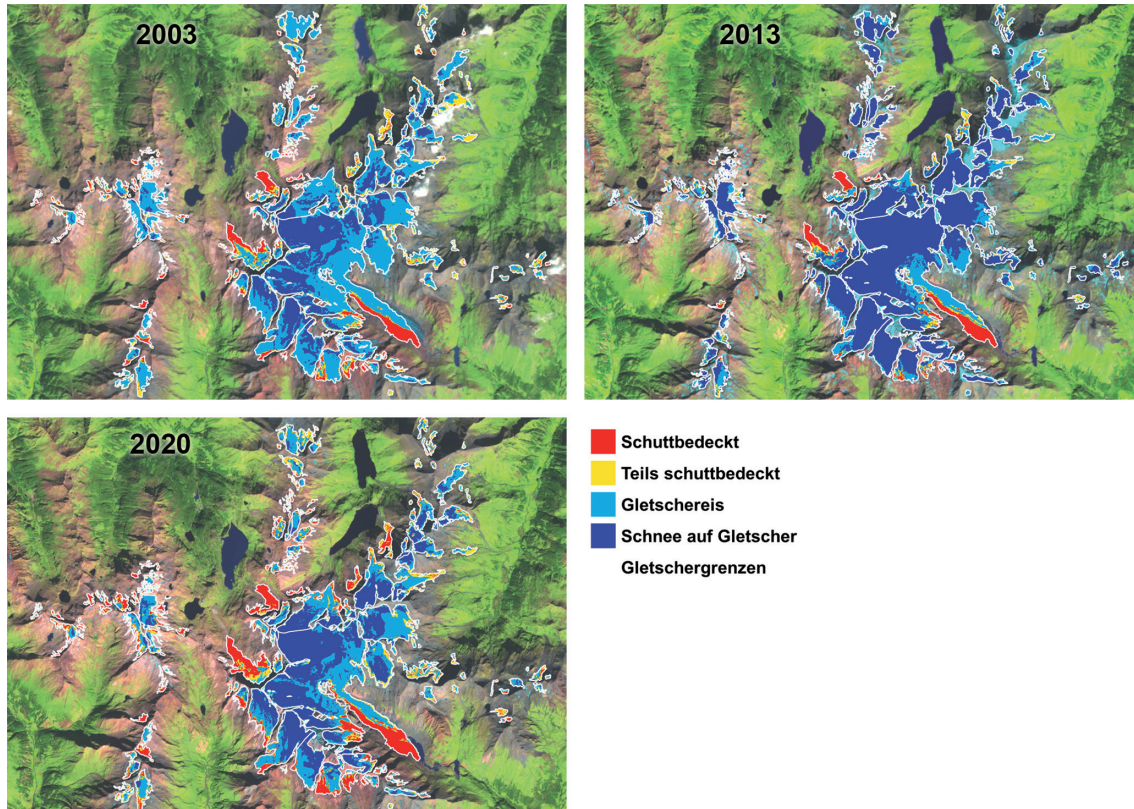 2003
2013
2020
Schuttbedeckt
Teils schuttbedeckt
Gletschereis
Schnee auf Gletscher
Gletschergrenzen